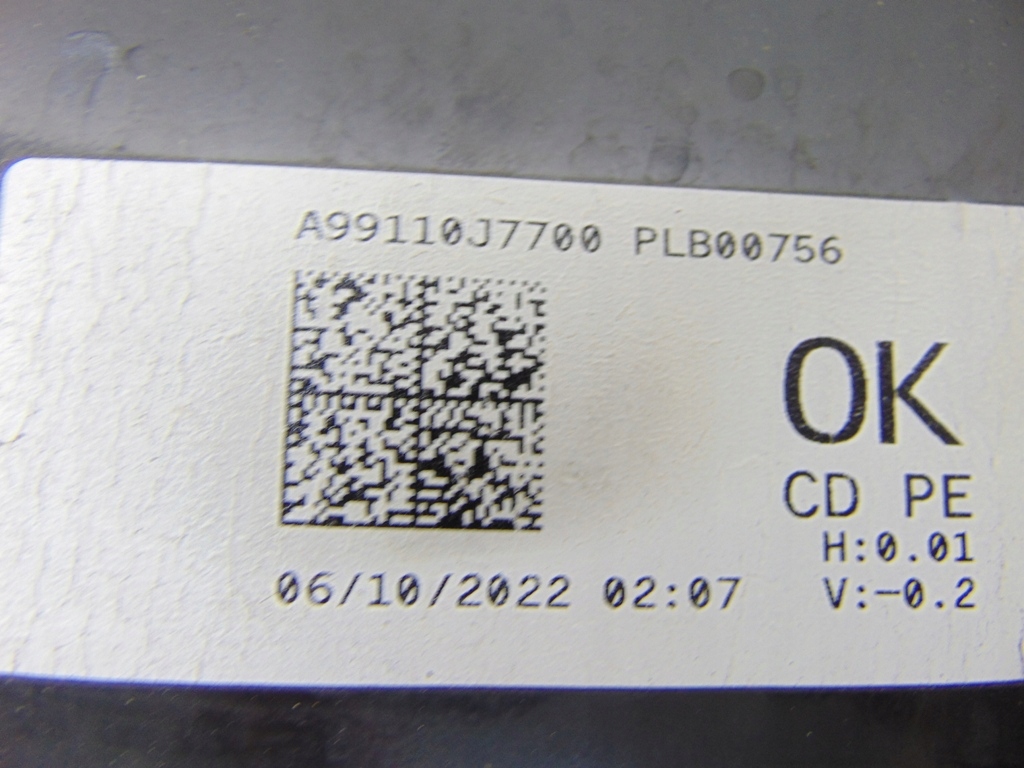 A99110J7700 PLB00756
OK
CD PE
H:0.01
06/10/2022 02:07
V:-0.2